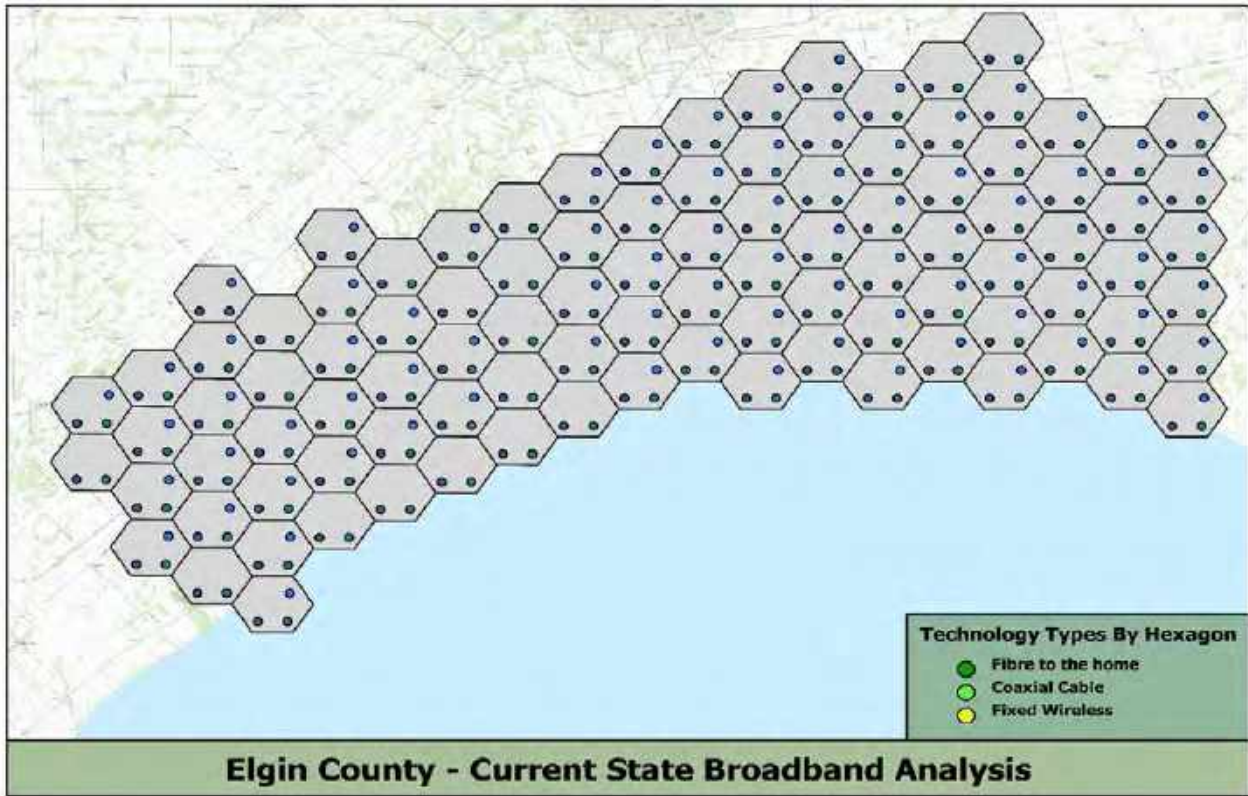 Technology Types By Hexagon
Fibre to the home
Coaxial Cable
Fixed Wireless
Elgin County - Current State Broadband Analysis